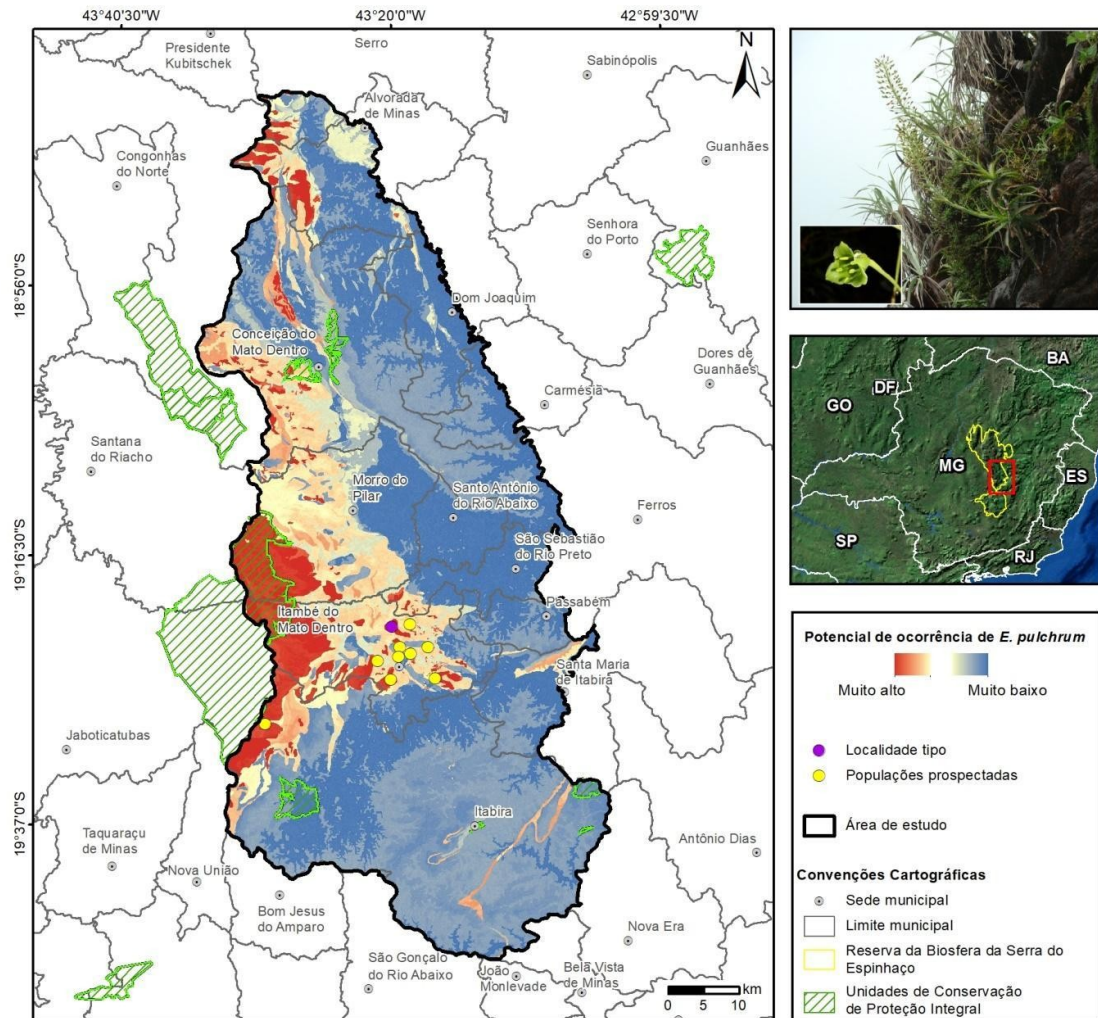 43°40'30"W
43°20'0"W
42°59'30"W
Presidente
Kubitschek
Serro
Sabinópolis
N
Alvorada
de Minas
Congonhas
do Norte
Guanhães
Senhora
do Porto
18°56'0"S
Dom Joaquim
Conceição do
Mato Dentro
Dores de
Guanhães
Carmésia
Santana
do Riacho
Morro do
Pilar
Santo Antônio
do Rio Abaixo
Ferros
São Sebastião
do Rio Preto
19°16'30"S
Passabém
Itambé do
Mato Dentro
Santa Maria
de Itabira
Jaboticatubas
19°37'0"S
Itabira
Taquaraçu
de Minas
Antônio Dias
Nova União
Bom Jesus
do Amparo
Nova Era
São Gonçalo
do Rio Abaixo
João
Monlevade
Bela Vista
de Minas
km
0 5 10
BA
DF
GO
MG
ES
SP
RJ
Potencial de ocorrência de E. pulchrum
Muito alto
Muito baixo
Localidade tipo
Populações prospectadas
Área de estudo
Convenções Cartográficas
Sede municipal
Limite municipal
Reserva da Biosfera da Serra do
Espinhaço
Unidades de Conservação
de Proteção Integral